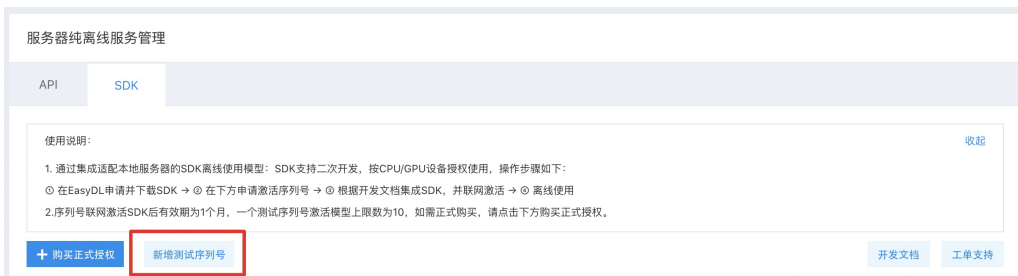 服务器纯离线服务管理
API SDK
使用说明: 收起
1. 通过集成适配本地服务器的SDK离线使用模型：SDK支持二次开发，按CPU/GPU设备授权使用，操作步骤如下：
① 在EasyDL申请并下载SDK → ② 在下方申请激活序列号 → ③ 根据开发文档集成SDK，并联网激活 → ④ 离线使用
2.序列号联网激活SDK后有效期为1个月，一个测试序列号激活模型上限数为10，如需正式购买，请点击下方购买正式授权。
+ 购买正式授权 新增测试序列号 开发文档 工单支持